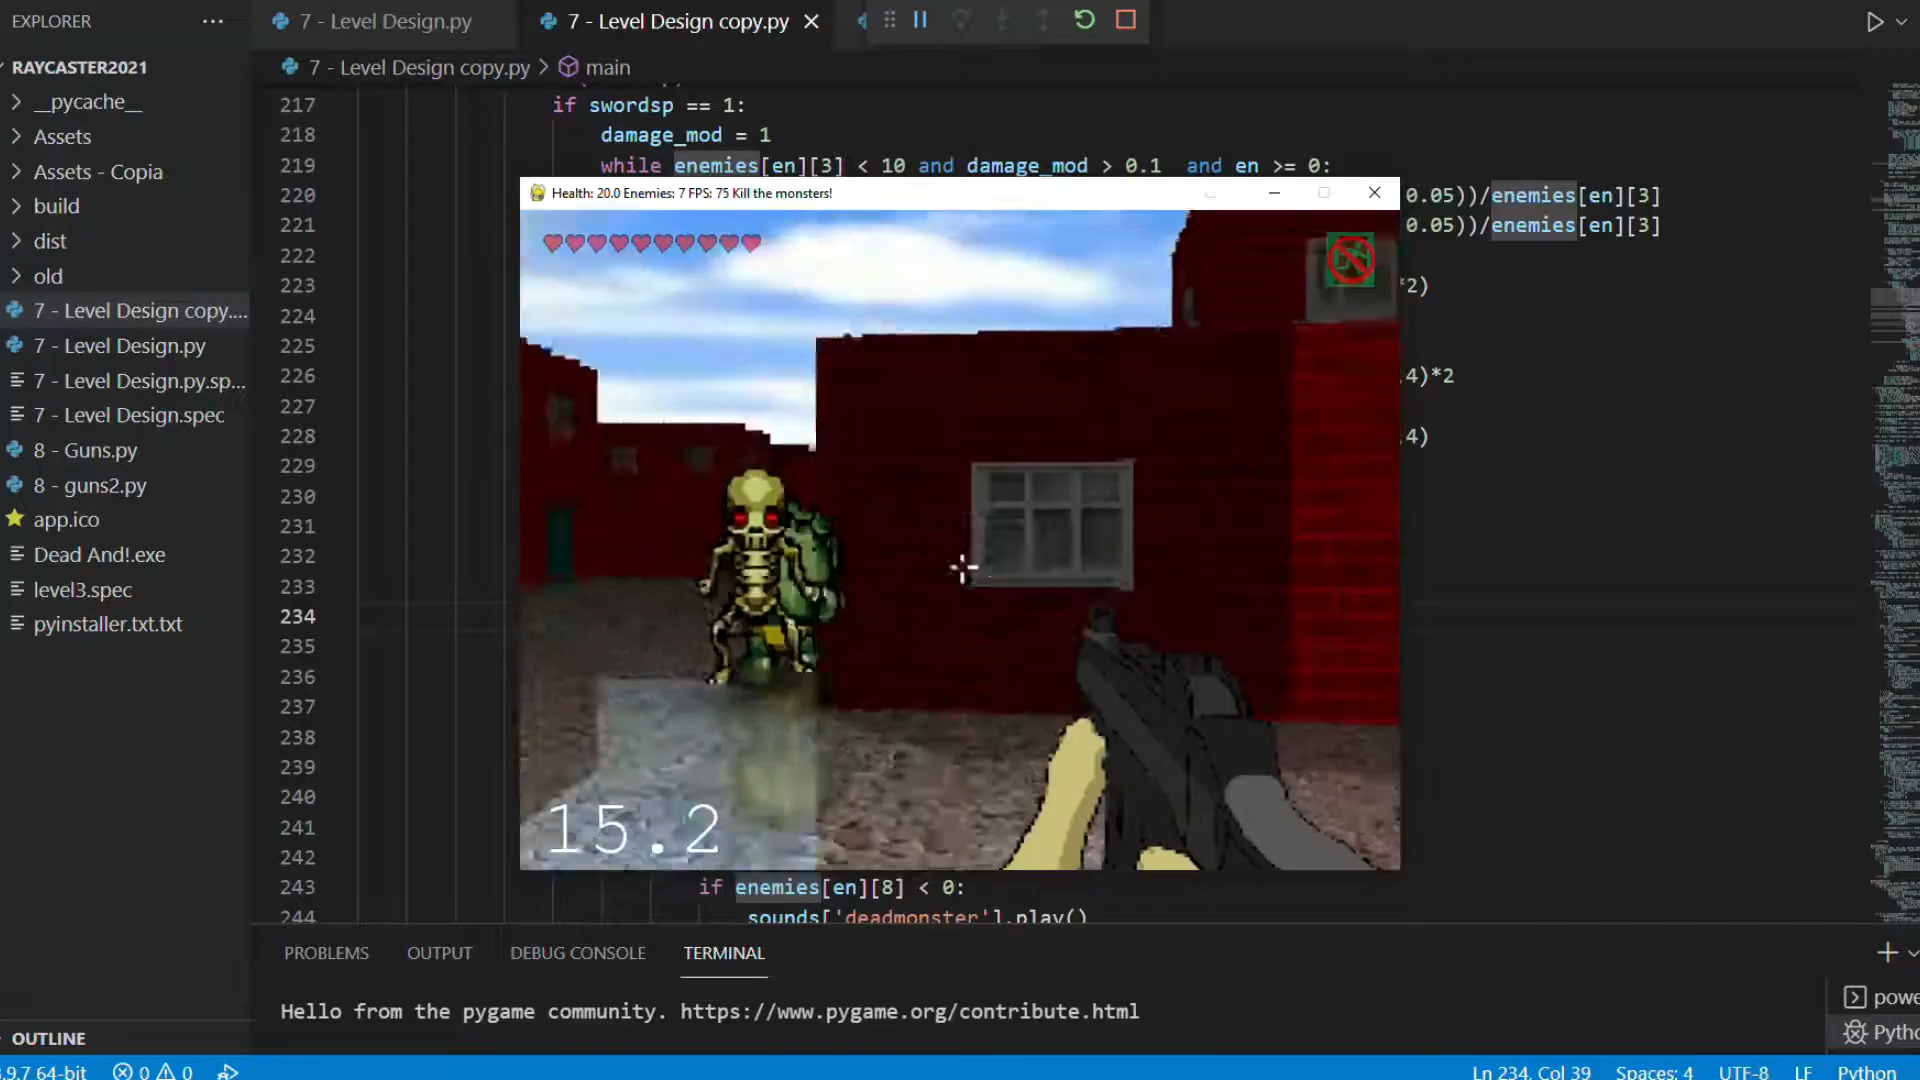 EXPLORER
7 - Level Design.py
7 - Level Design copy.py
RAYCASTER2021
7 - Level Design copy.py > main
__pycache__
Assets
Assets - Copia
build
dist
old
7 - Level Design copy....
7 - Level Design.py
7 - Level Design.py.sp...
7 - Level Design.spec
8 - Guns.py
8 - guns2.py
app.ico
Dead And!.exe
level3.spec
pyinstaller.txt.txt
OUTLINE
217 if swordsp == 1:
218 damage_mod = 1
219 while enemies[en][3] < 10 and damage_mod > 0.1 and en >= 0:
220 0.05))/enemies[en][3]
221 0.05))/enemies[en][3]
222
223 *2)
224
225
226 .4)*2
227
228 .4)
229
230
231
232
233
234
235
236
237
238
239
240
241
242
243 if enemies[en][8] < 0:
244 sounds['deadmonster'].play()
Health: 20.0 Enemies: 7 FPS: 75 Kill the monsters!
15.2
PROBLEMS OUTPUT DEBUG CONSOLE TERMINAL
Hello from the pygame community. https://www.pygame.org/contribute.html
powe
Pytho
.9.7 64-bit 0 0 Ln 234, Col 39 Spaces: 4 UTF-8 LF Python